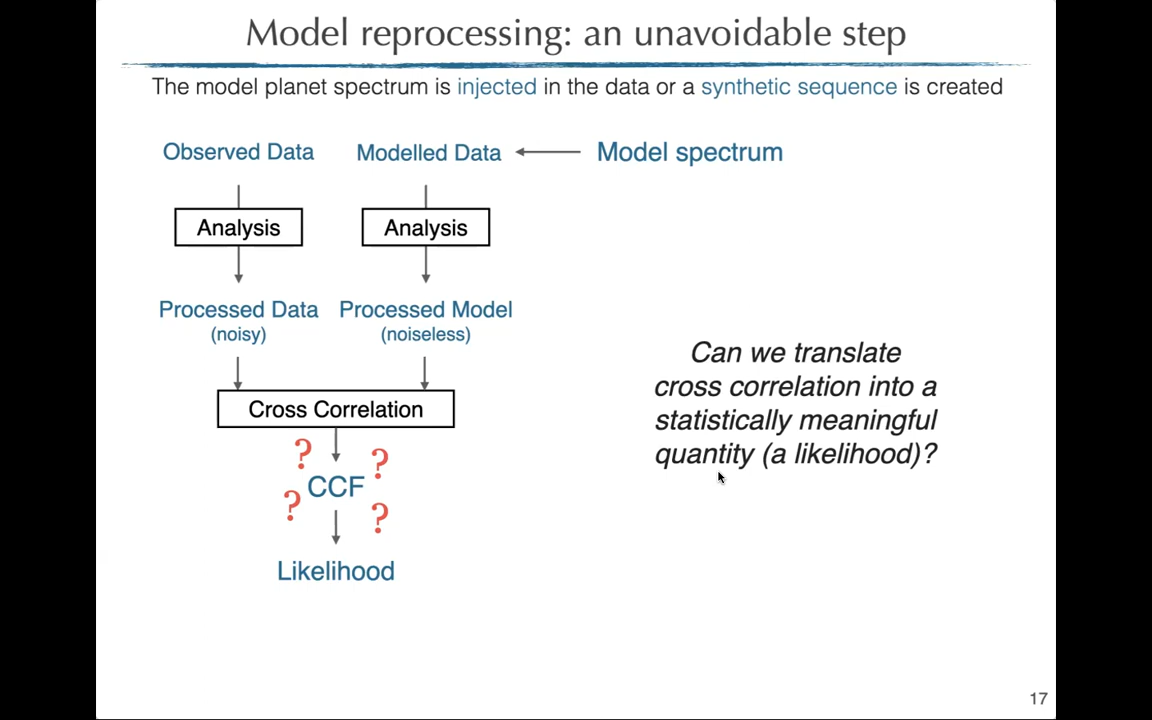 Model reprocessing: an unavoidable step
The model planet spectrum is injected in the data or a synthetic sequence is created
Observed Data
Modelled Data
Model spectrum
Analysis
Analysis
Processed Data
(noisy)
Processed Model
(noiseless)
Cross Correlation
? ? ? ?
CCF
Likelihood
Can we translate
cross correlation into a
statistically meaningful
quantity (a likelihood)?
17